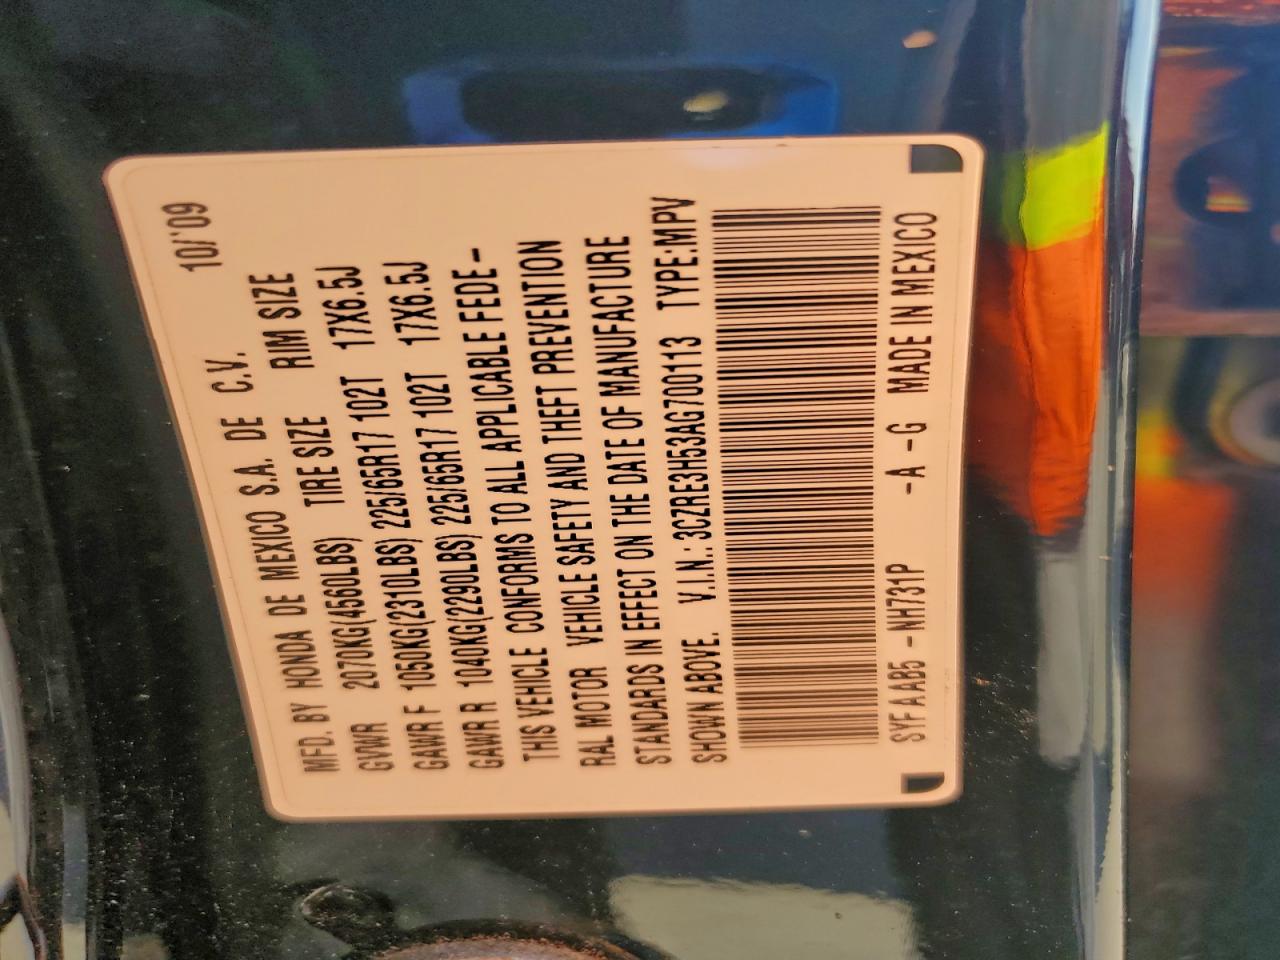 10/'09
MFD. BY HONDA DE MEXICO S.A. DE C.V.
TIRE SIZE RIM SIZE
GVWR 2070KG(4560LBS)
GAWR F 1050KG(2310LBS) 225/65R17 102T 17X6.5J
GAWR R 1040KG(2290LBS) 225/65R17 102T 17X6.5J
THIS VEHICLE CONFORMS TO ALL APPLICABLE FEDE-
RAL MOTOR VEHICLE SAFETY AND THEFT PREVENTION
STANDARDS IN EFFECT ON THE DATE OF MANUFACTURE
SHOWN ABOVE. V.I.N.: 3CZRE3H53AG700113 TYPE:MPV
SYFAAB5 -NH731P -A -G MADE IN MEXICO